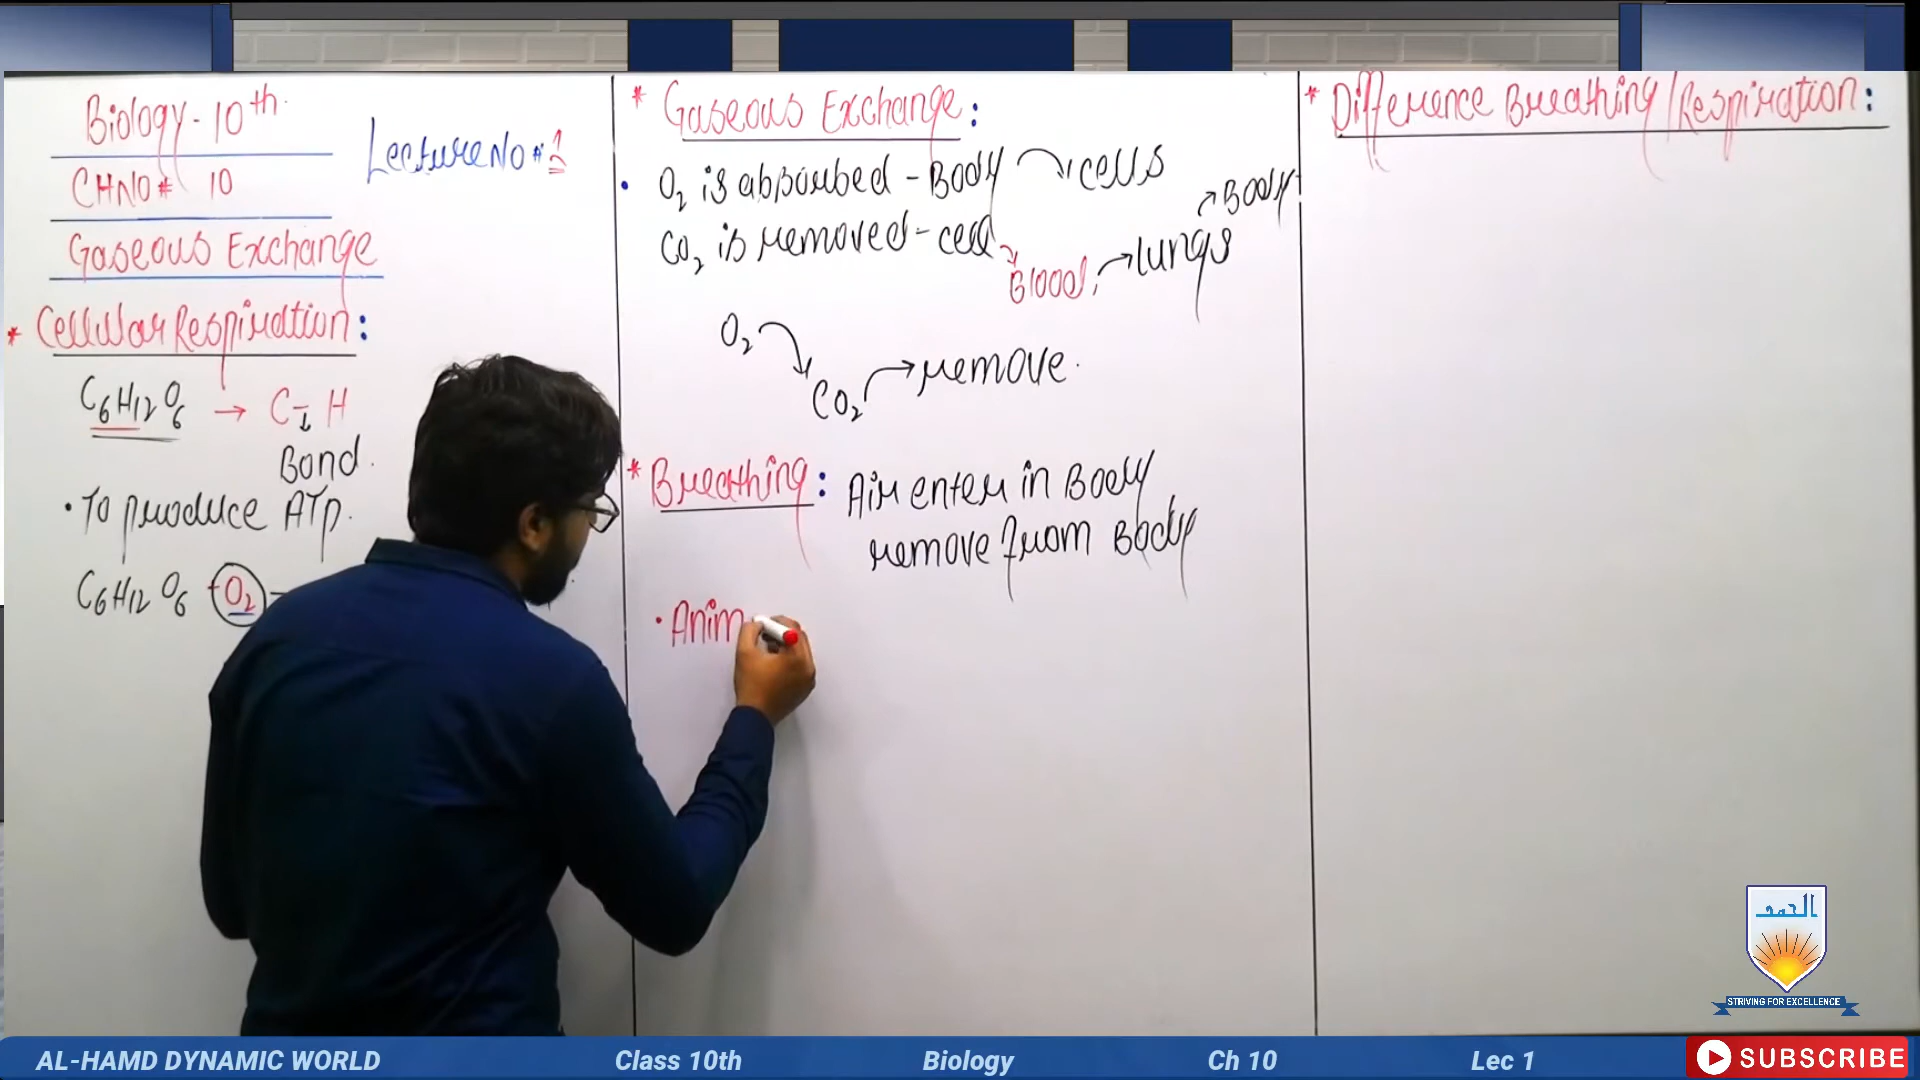 Biology - 10th.
Lecture No # 1
CHNO # 10
Gaseous Exchange
* Cellular Respiration:
C6H12O6 → C-H
Bond.
• To produce ATP.
C6H12O6 + O2 -
* Gaseous Exchange:
• O2 is absorbed - Body → cells
CO2 is removed - cell → Blood, → lungs → Body
O2 → CO2 → remove.
* Breathing: Air enter in Body
remove from Body
• Anim
* Difference Breathing / Respiration:
الحمد
STRIVING FOR EXCELLENCE
AL-HAMD DYNAMIC WORLD Class 10th Biology Ch 10 Lec 1 SUBSCRIBE